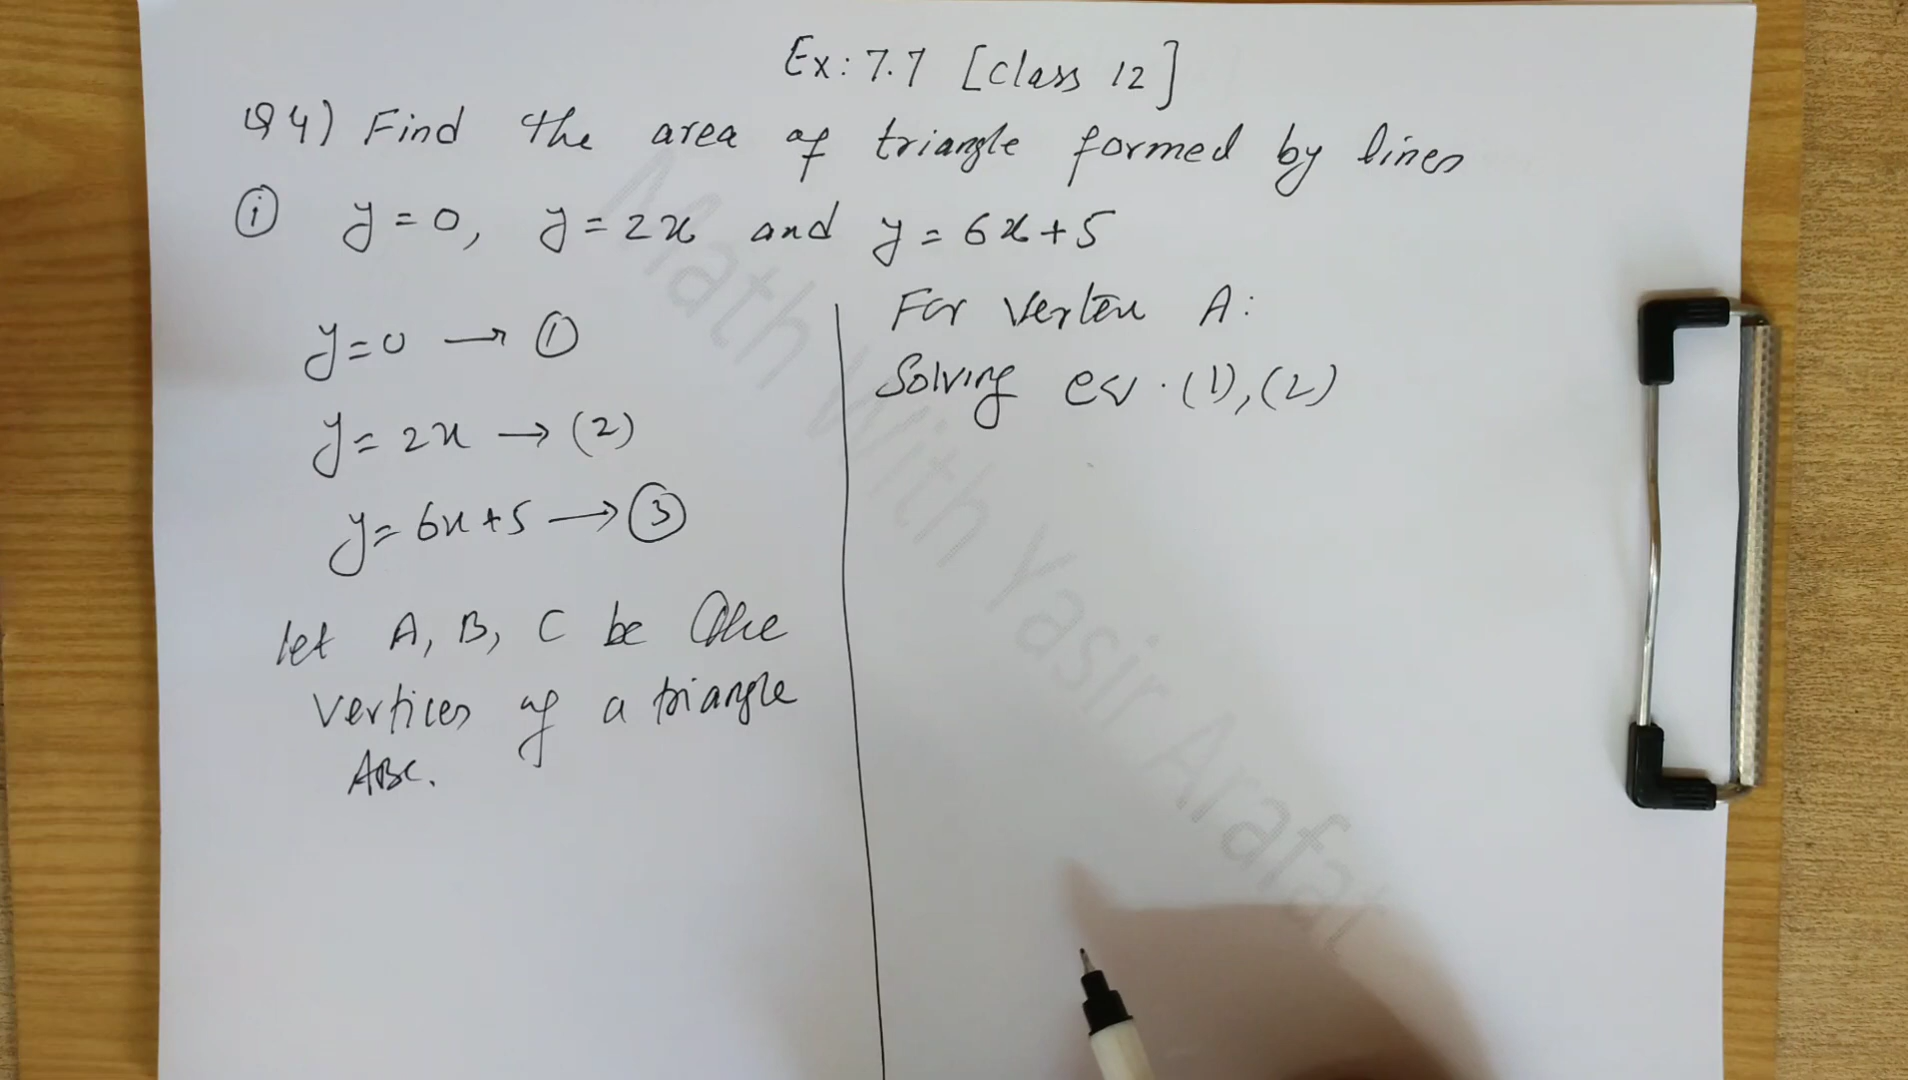 Ex: 7.7 [Class 12]
Q4) Find the area of triangle formed by lines
(i) y=0, y=2x and y=6x+5
y=0 → (1)
y=2x → (2)
y=6x+5 → (3)
let A, B, C be the
vertices of a triangle
ABC.
For Vertex A:
Solving eq.(1),(2)
Math With Yasir Arafat